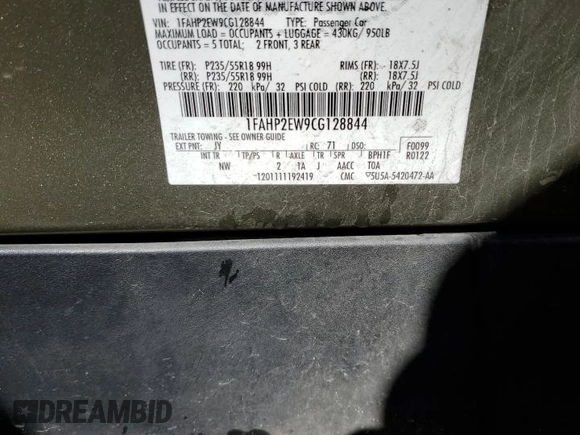 IN EFFECT ON THE DATE OF MANUFACTURE SHOWN ABOVE.
VIN: 1FAHP2EW9CG128844 TYPE: Passenger Car
MAXIMUM LOAD = OCCUPANTS + LUGGAGE = 430KG/ 950LB
OCCUPANTS = 5 TOTAL; 2 FRONT, 3 REAR
TIRE (FR): P235/55R18 99H RIMS (FR): 18X7.5J
(RR): P235/55R18 99H (RR): 18X7.5J
PRESSURE (FR): 220 kPa/ 32 PSI COLD (RR): 220 kPa/ 32 PSI COLD
1FAHP2EW9CG128844
TRAILER TOWING - SEE OWNER GUIDE
EXT PNT: JY RC: 71 DSO: F0099
INT TR TP/PS R AXLE TR SPR BPH1F R0122
NW 2 1A J AACC TOA
1201111192419 CMC 5U5A-5420472-AA
DREAMBID